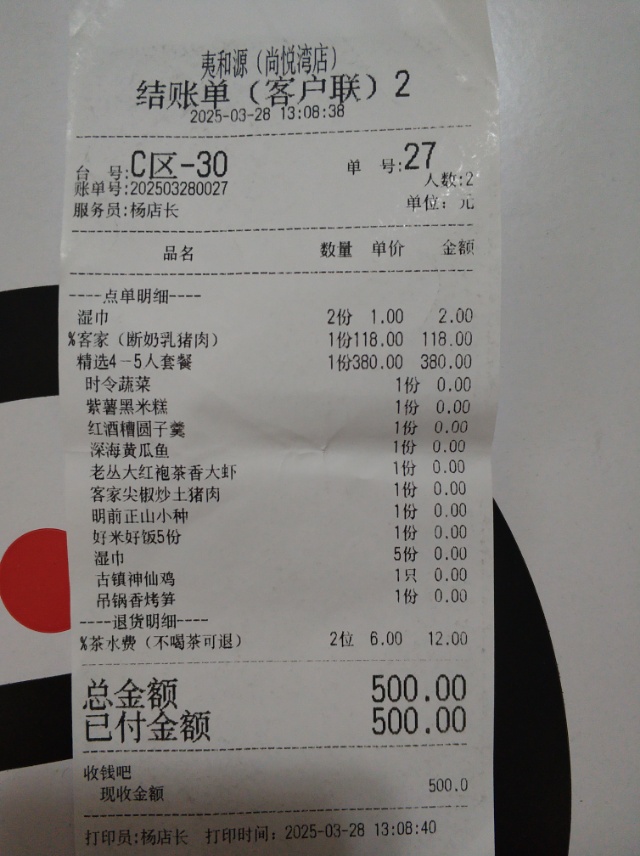 夷和源（尚悦湾店）
结账单（客户联）2
2025-03-28 13:08:38
台 号:C区-30 单 号:27
账单号:202503280027 人数:2
服务员:杨店长 单位: 元
品名 数量 单价 金额
----点单明细----
湿巾 2份 1.00 2.00
%客家（断奶乳猪肉） 1份118.00 118.00
精选4-5人套餐 1份380.00 380.00
时令蔬菜 1份 0.00
紫薯黑米糕 1份 0.00
红酒糟圆子羹 1份 0.00
深海黄瓜鱼 1份 0.00
老丛大红袍茶香大虾 1份 0.00
客家尖椒炒土猪肉 1份 0.00
明前正山小种 1份 0.00
好米好饭5份 1份 0.00
湿巾 5份 0.00
古镇神仙鸡 1只 0.00
吊锅香烤笋 1份 0.00
----退货明细----
%茶水费（不喝茶可退） 2位 6.00 12.00
总金额 500.00
已付金额 500.00
收钱吧
现收金额 500.0
打印员:杨店长 打印时间: 2025-03-28 13:08:40